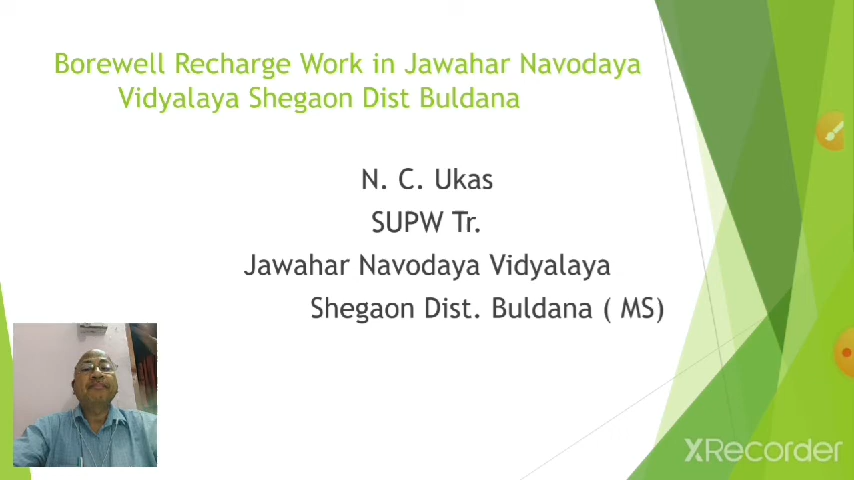 Borewell Recharge Work in Jawahar Navodaya
Vidyalaya Shegaon Dist Buldana
N. C. Ukas
SUPW Tr.
Jawahar Navodaya Vidyalaya
Shegaon Dist. Buldana ( MS)
XRecorder